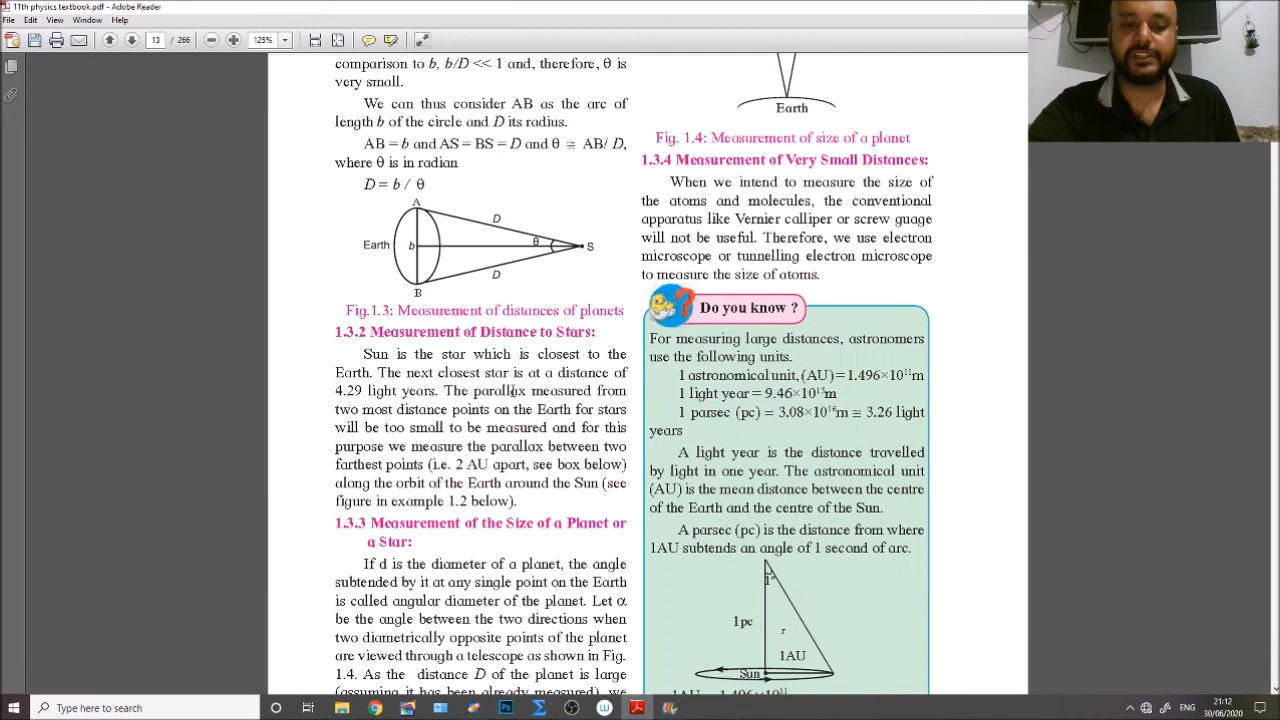 11th physics textbook.pdf - Adobe Reader
File Edit View Window Help
13 / 266
125%
comparison to b, b/D << 1 and, therefore, θ is
very small.
We can thus consider AB as the arc of
length b of the circle and D its radius.
AB = b and AS = BS = D and θ ≅ AB/ D,
where θ is in radian
D = b / θ
A
D
Earth
b
θ
S
D
B
Fig.1.3: Measurement of distances of planets
1.3.2 Measurement of Distance to Stars:
Sun is the star which is closest to the
Earth. The next closest star is at a distance of
4.29 light years. The parallax measured from
two most distance points on the Earth for stars
will be too small to be measured and for this
purpose we measure the parallax between two
farthest points (i.e. 2 AU apart, see box below)
along the orbit of the Earth around the Sun (see
figure in example 1.2 below).
1.3.3 Measurement of the Size of a Planet or
a Star:
If d is the diameter of a planet, the angle
subtended by it at any single point on the Earth
is called angular diameter of the planet. Let α
be the angle between the two directions when
two diametrically opposite points of the planet
are viewed through a telescope as shown in Fig.
1.4. As the distance D of the planet is large
(assuming it has been already measured), we
Earth
Fig. 1.4: Measurement of size of a planet
1.3.4 Measurement of Very Small Distances:
When we intend to measure the size of
the atoms and molecules, the conventional
apparatus like Vernier calliper or screw guage
will not be useful. Therefore, we use electron
microscope or tunnelling electron microscope
to measure the size of atoms.
Do you know ?
For measuring large distances, astronomers
use the following units.
1 astronomical unit, (AU) = 1.496×10¹¹m
1 light year = 9.46×10¹⁵m
1 parsec (pc) = 3.08×10¹⁶m ≅ 3.26 light
years
A light year is the distance travelled
by light in one year. The astronomical unit
(AU) is the mean distance between the centre
of the Earth and the centre of the Sun.
A parsec (pc) is the distance from where
1AU subtends an angle of 1 second of arc.
1"
1pc
r
1AU
Sun
1AU = 1.496×10¹¹
Type here to search
ENG
21:12
30/06/2020